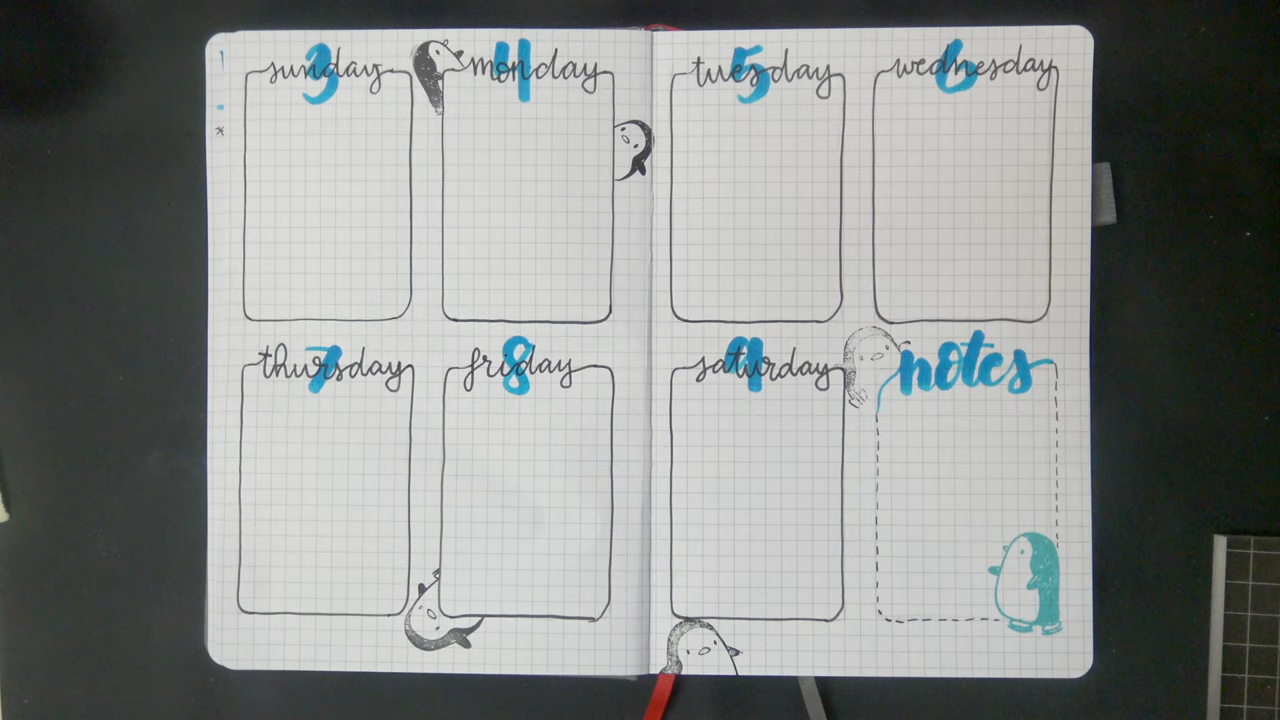 sunday 3
monday 4
tuesday 5
wednesday 6
thursday 7
friday 8
saturday 9
notes